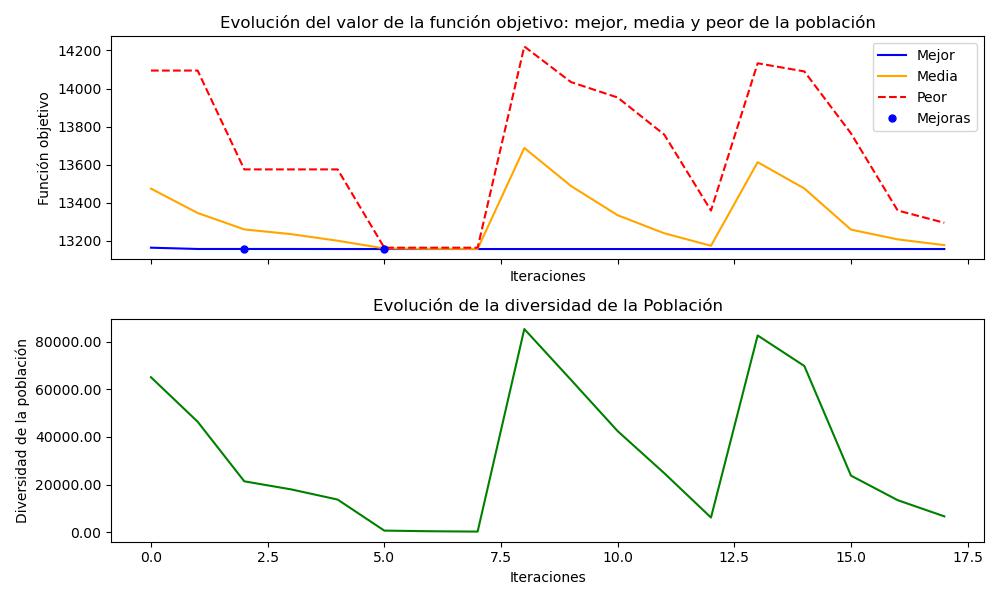 Evolución del valor de la función objetivo: mejor, media y peor de la población
Función objetivo
14200
14000
13800
13600
13400
13200
Mejor
Media
Peor
Mejoras
Iteraciones
Evolución de la diversidad de la Población
Diversidad de la población
80000.00
60000.00
40000.00
20000.00
0.00
0.0 2.5 5.0 7.5 10.0 12.5 15.0 17.5
Iteraciones